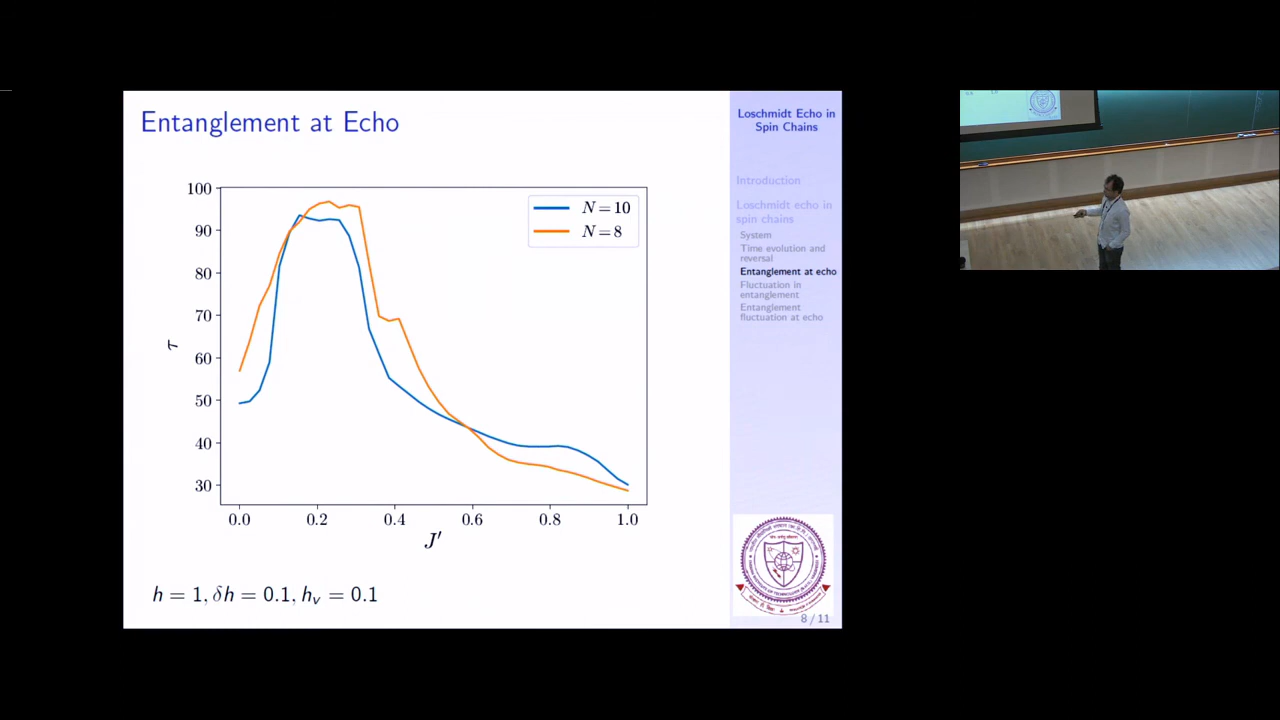 Entanglement at Echo
100
90
80
70
60
50
40
30
τ
0.0 0.2 0.4 0.6 0.8 1.0
J′
N = 10
N = 8
h = 1, δh = 0.1, hᵥ = 0.1
Loschmidt Echo in
Spin Chains
Introduction
Loschmidt echo in
spin chains
System
Time evolution and
reversal
Entanglement at echo
Fluctuation in
entanglement
Entanglement
fluctuation at echo
8 / 11